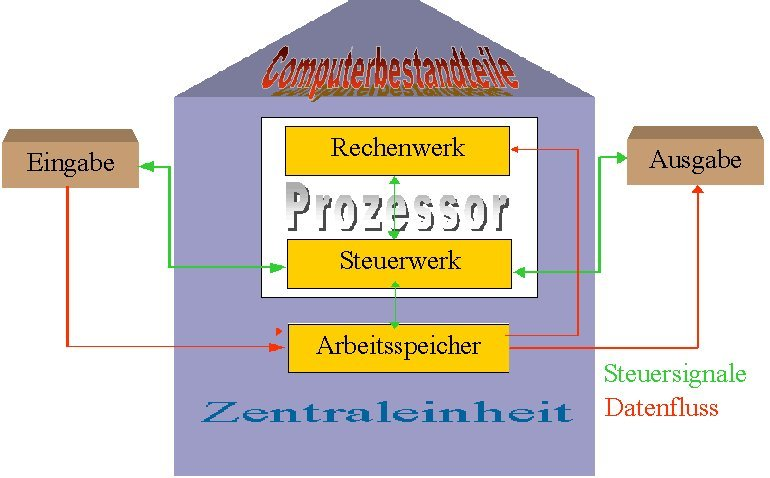 Computerbestandteile
Rechenwerk
Eingabe
Ausgabe
Prozessor
Steuerwerk
Arbeitsspeicher
Steuersignale
Zentraleinheit
Datenfluss